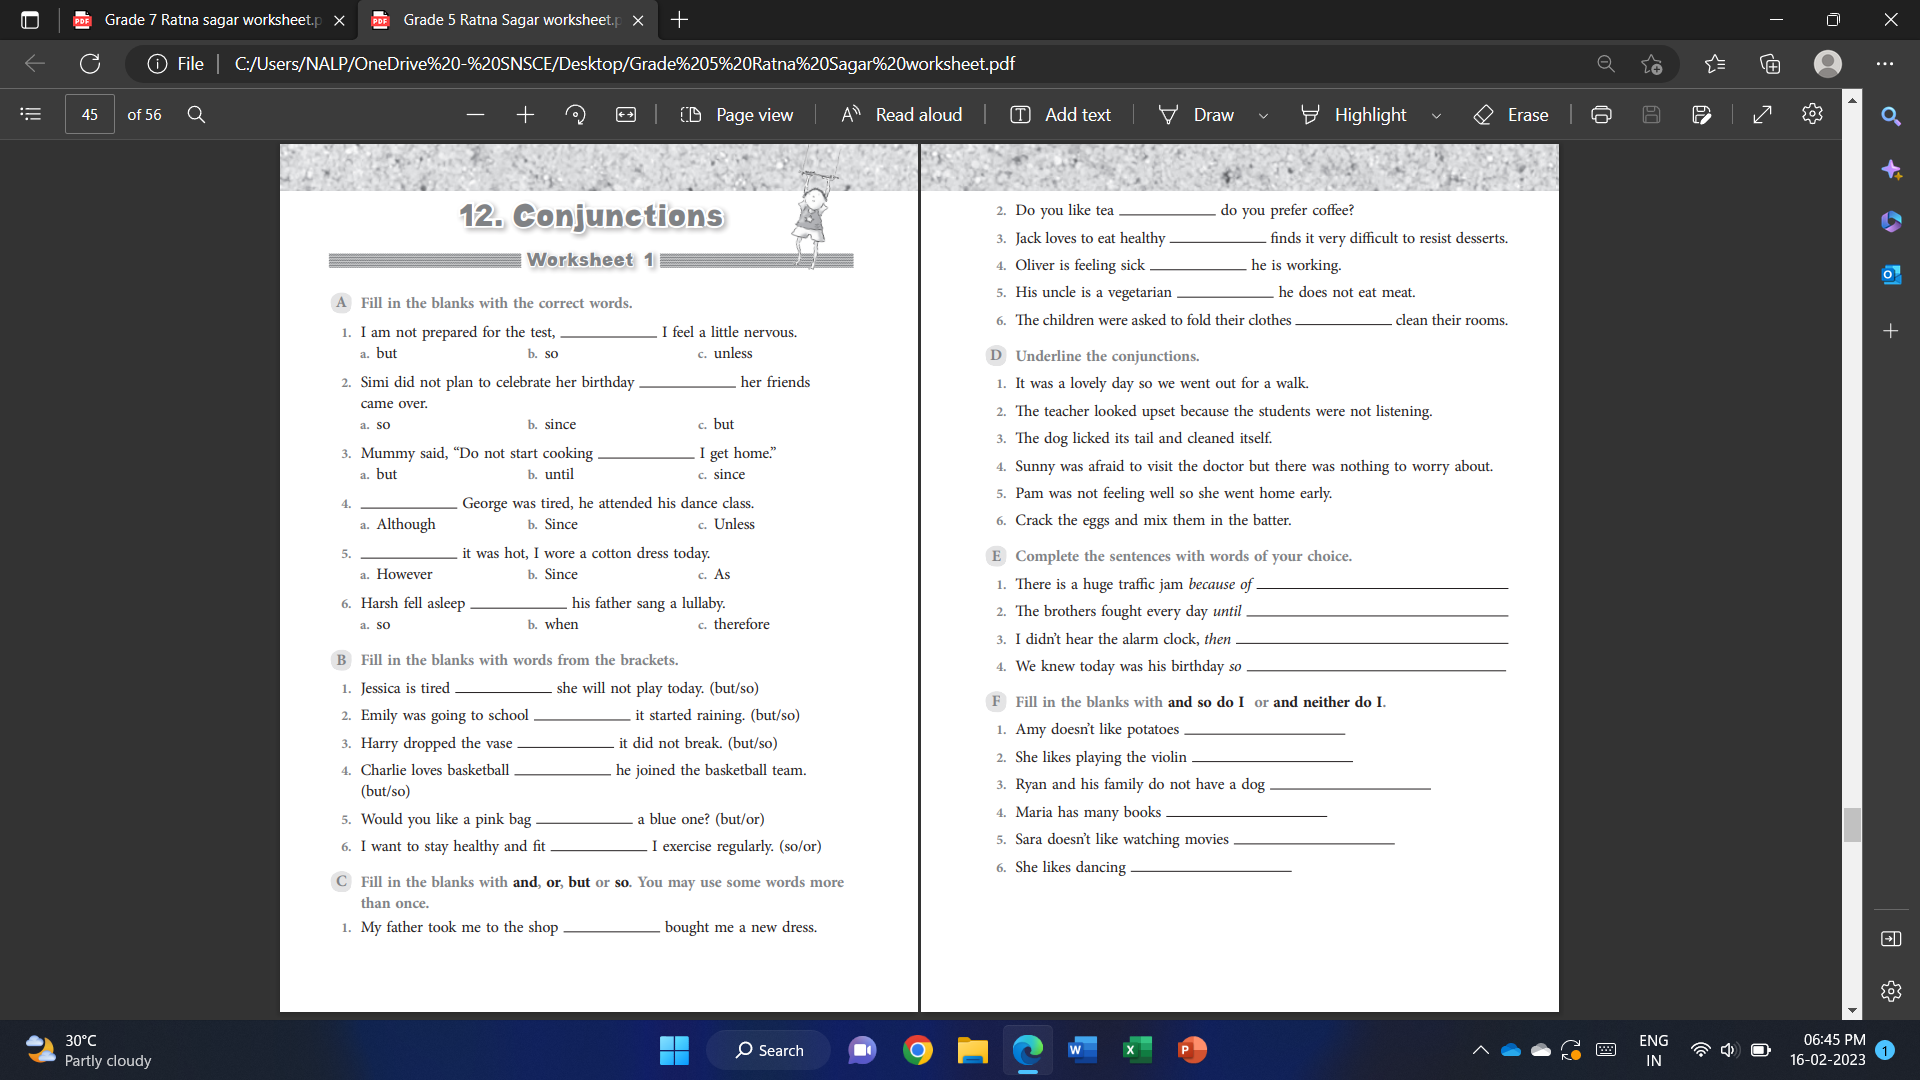 Grade 7 Ratna sagar worksheet.p
Grade 5 Ratna Sagar worksheet.p
File
C:/Users/NALP/OneDrive%20-%20SNSCE/Desktop/Grade%205%20Ratna%20Sagar%20worksheet.pdf
45 of 56
Page view
Read aloud
Add text
Draw
Highlight
Erase
12. Conjunctions
Worksheet 1
A Fill in the blanks with the correct words.
1. I am not prepared for the test, ____________ I feel a little nervous.
a. but b. so c. unless
2. Simi did not plan to celebrate her birthday ____________ her friends
came over.
a. so b. since c. but
3. Mummy said, “Do not start cooking ____________ I get home.”
a. but b. until c. since
4. ____________ George was tired, he attended his dance class.
a. Although b. Since c. Unless
5. ____________ it was hot, I wore a cotton dress today.
a. However b. Since c. As
6. Harsh fell asleep ____________ his father sang a lullaby.
a. so b. when c. therefore
B Fill in the blanks with words from the brackets.
1. Jessica is tired ____________ she will not play today. (but/so)
2. Emily was going to school ____________ it started raining. (but/so)
3. Harry dropped the vase ____________ it did not break. (but/so)
4. Charlie loves basketball ____________ he joined the basketball team.
(but/so)
5. Would you like a pink bag ____________ a blue one? (but/or)
6. I want to stay healthy and fit ____________ I exercise regularly. (so/or)
C Fill in the blanks with and, or, but or so. You may use some words more
than once.
1. My father took me to the shop ____________ bought me a new dress.
2. Do you like tea ____________ do you prefer coffee?
3. Jack loves to eat healthy ____________ finds it very difficult to resist desserts.
4. Oliver is feeling sick ____________ he is working.
5. His uncle is a vegetarian ____________ he does not eat meat.
6. The children were asked to fold their clothes ____________ clean their rooms.
D Underline the conjunctions.
1. It was a lovely day so we went out for a walk.
2. The teacher looked upset because the students were not listening.
3. The dog licked its tail and cleaned itself.
4. Sunny was afraid to visit the doctor but there was nothing to worry about.
5. Pam was not feeling well so she went home early.
6. Crack the eggs and mix them in the batter.
E Complete the sentences with words of your choice.
1. There is a huge traffic jam because of ____________
2. The brothers fought every day until ____________
3. I didn’t hear the alarm clock, then ____________
4. We knew today was his birthday so ____________
F Fill in the blanks with and so do I or and neither do I.
1. Amy doesn’t like potatoes ____________
2. She likes playing the violin ____________
3. Ryan and his family do not have a dog ____________
4. Maria has many books ____________
5. Sara doesn’t like watching movies ____________
6. She likes dancing ____________
30°C
Partly cloudy
Search
ENG
IN
06:45 PM
16-02-2023
1